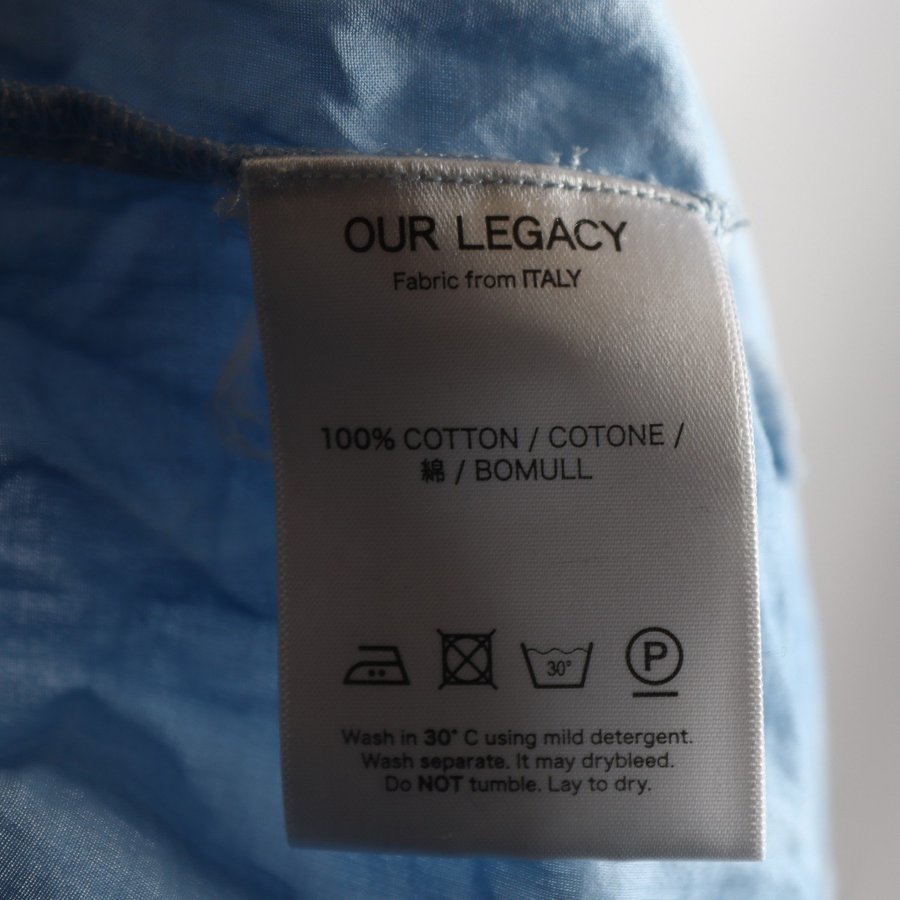 OUR LEGACY
Fabric from ITALY
100% COTTON / COTONE /
綿 / BOMULL
30°
P
Wash in 30° C using mild detergent.
Wash separate. It may drybleed.
Do NOT tumble. Lay to dry.